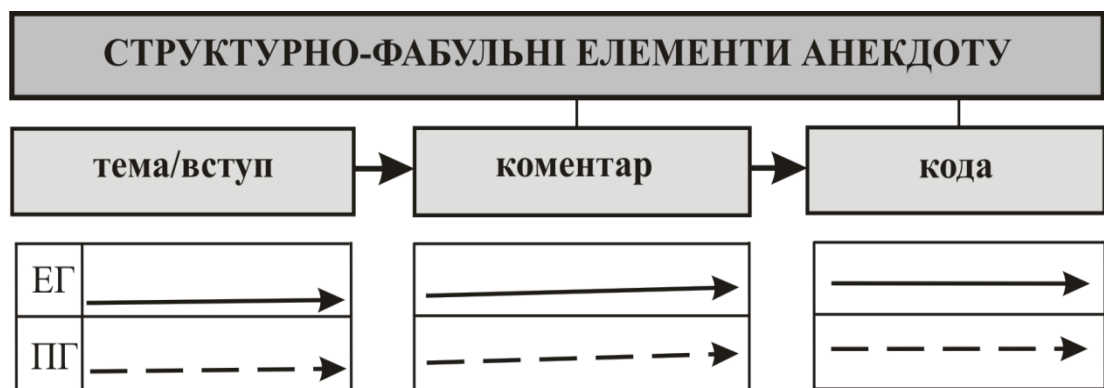 СТРУКТУРНО-ФАБУЛЬНІ ЕЛЕМЕНТИ АНЕКДОТУ
тема/вступ
коментар
кода
ЕГ
ПГ